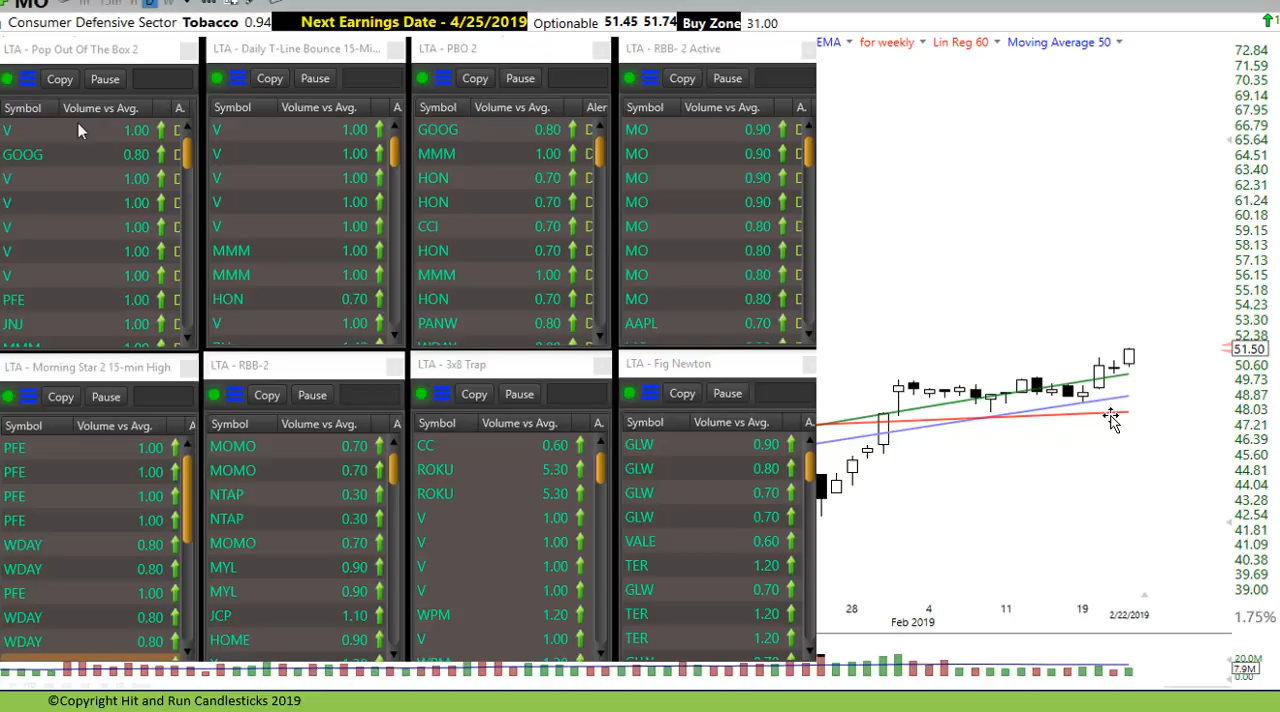 MO
Consumer Defensive Sector Tobacco 0.94 Next Earnings Date - 4/25/2019 Optionable 51.45 51.74 Buy Zone 31.00
LTA - Pop Out Of The Box 2
Copy Pause
Symbol Volume vs Avg. A.
V 1.00
GOOG 0.80
V 1.00
V 1.00
V 1.00
V 1.00
V 1.00
PFE 1.00
JNJ 1.00
MMM 1.00
LTA - Daily T-Line Bounce 15-Mi...
Copy Pause
Symbol Volume vs Avg. A
V 1.00
V 1.00
V 1.00
V 1.00
V 1.00
MMM 1.00
MMM 1.00
HON 0.70
V 1.00
LTA - PBO 2
Copy Pause
Symbol Volume vs Avg. Aler
GOOG 0.80
MMM 1.00
HON 0.70
HON 0.70
CCI 0.70
HON 0.70
MMM 1.00
HON 0.70
PANW 0.80
LTA - RBB- 2 Active
Copy Pause
Symbol Volume vs Avg. A.
MO 0.90
MO 0.90
MO 0.90
MO 0.90
MO 0.80
MO 0.80
MO 0.80
MO 0.80
AAPL 0.70
LTA - Morning Star 2 15-min High
Copy Pause
Symbol Volume vs Avg. A
PFE 1.00
PFE 1.00
PFE 1.00
PFE 1.00
WDAY 0.80
WDAY 0.80
PFE 1.00
WDAY 0.80
WDAY 0.80
LTA - RBB-2
Copy Pause
Symbol Volume vs Avg. A
MOMO 0.70
MOMO 0.70
NTAP 0.30
NTAP 0.30
MOMO 0.70
MYL 0.90
MYL 0.90
JCP 1.10
HOME 0.90
LTA - 3x8 Trap
Copy Pause
Symbol Volume vs Avg. A.
CC 0.60
ROKU 5.30
ROKU 5.30
V 1.00
V 1.00
V 1.00
V 1.00
WPM 1.20
V 1.00
LTA - Fig Newton
Copy Pause
Symbol Volume vs Avg. A.
GLW 0.90
GLW 0.80
GLW 0.70
GLW 0.70
VALE 0.60
TER 1.20
GLW 0.70
TER 1.20
TER 1.20
EMA for weekly Lin Reg 60 Moving Average 50
72.84
71.59
70.35
69.14
67.95
66.79
65.64
64.51
63.40
62.31
61.24
60.18
59.15
58.13
57.13
56.15
55.18
54.23
53.30
52.38
51.50
50.60
49.73
48.87
48.03
47.21
46.39
45.60
44.81
44.04
43.28
42.54
41.81
41.09
40.38
39.69
39.00
28 4 11 19 2/22/2019
Feb 2019
1.75%
20.0M
7.9M
0.00
©Copyright Hit and Run Candlesticks 2019